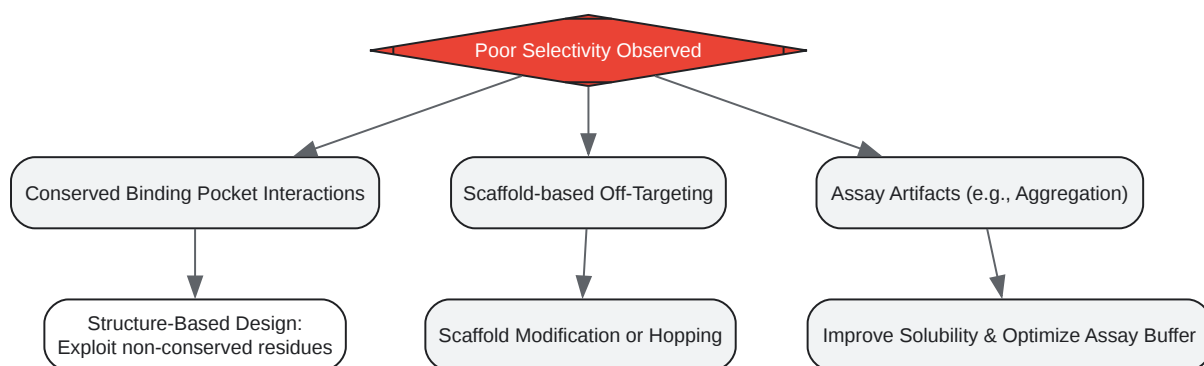 Poor Selectivity Observed
Conserved Binding Pocket Interactions
Scaffold-based Off-Targeting
Assay Artifacts (e.g., Aggregation)
Structure-Based Design:
Exploit non-conserved residues
Scaffold Modification or Hopping
Improve Solubility & Optimize Assay Buffer